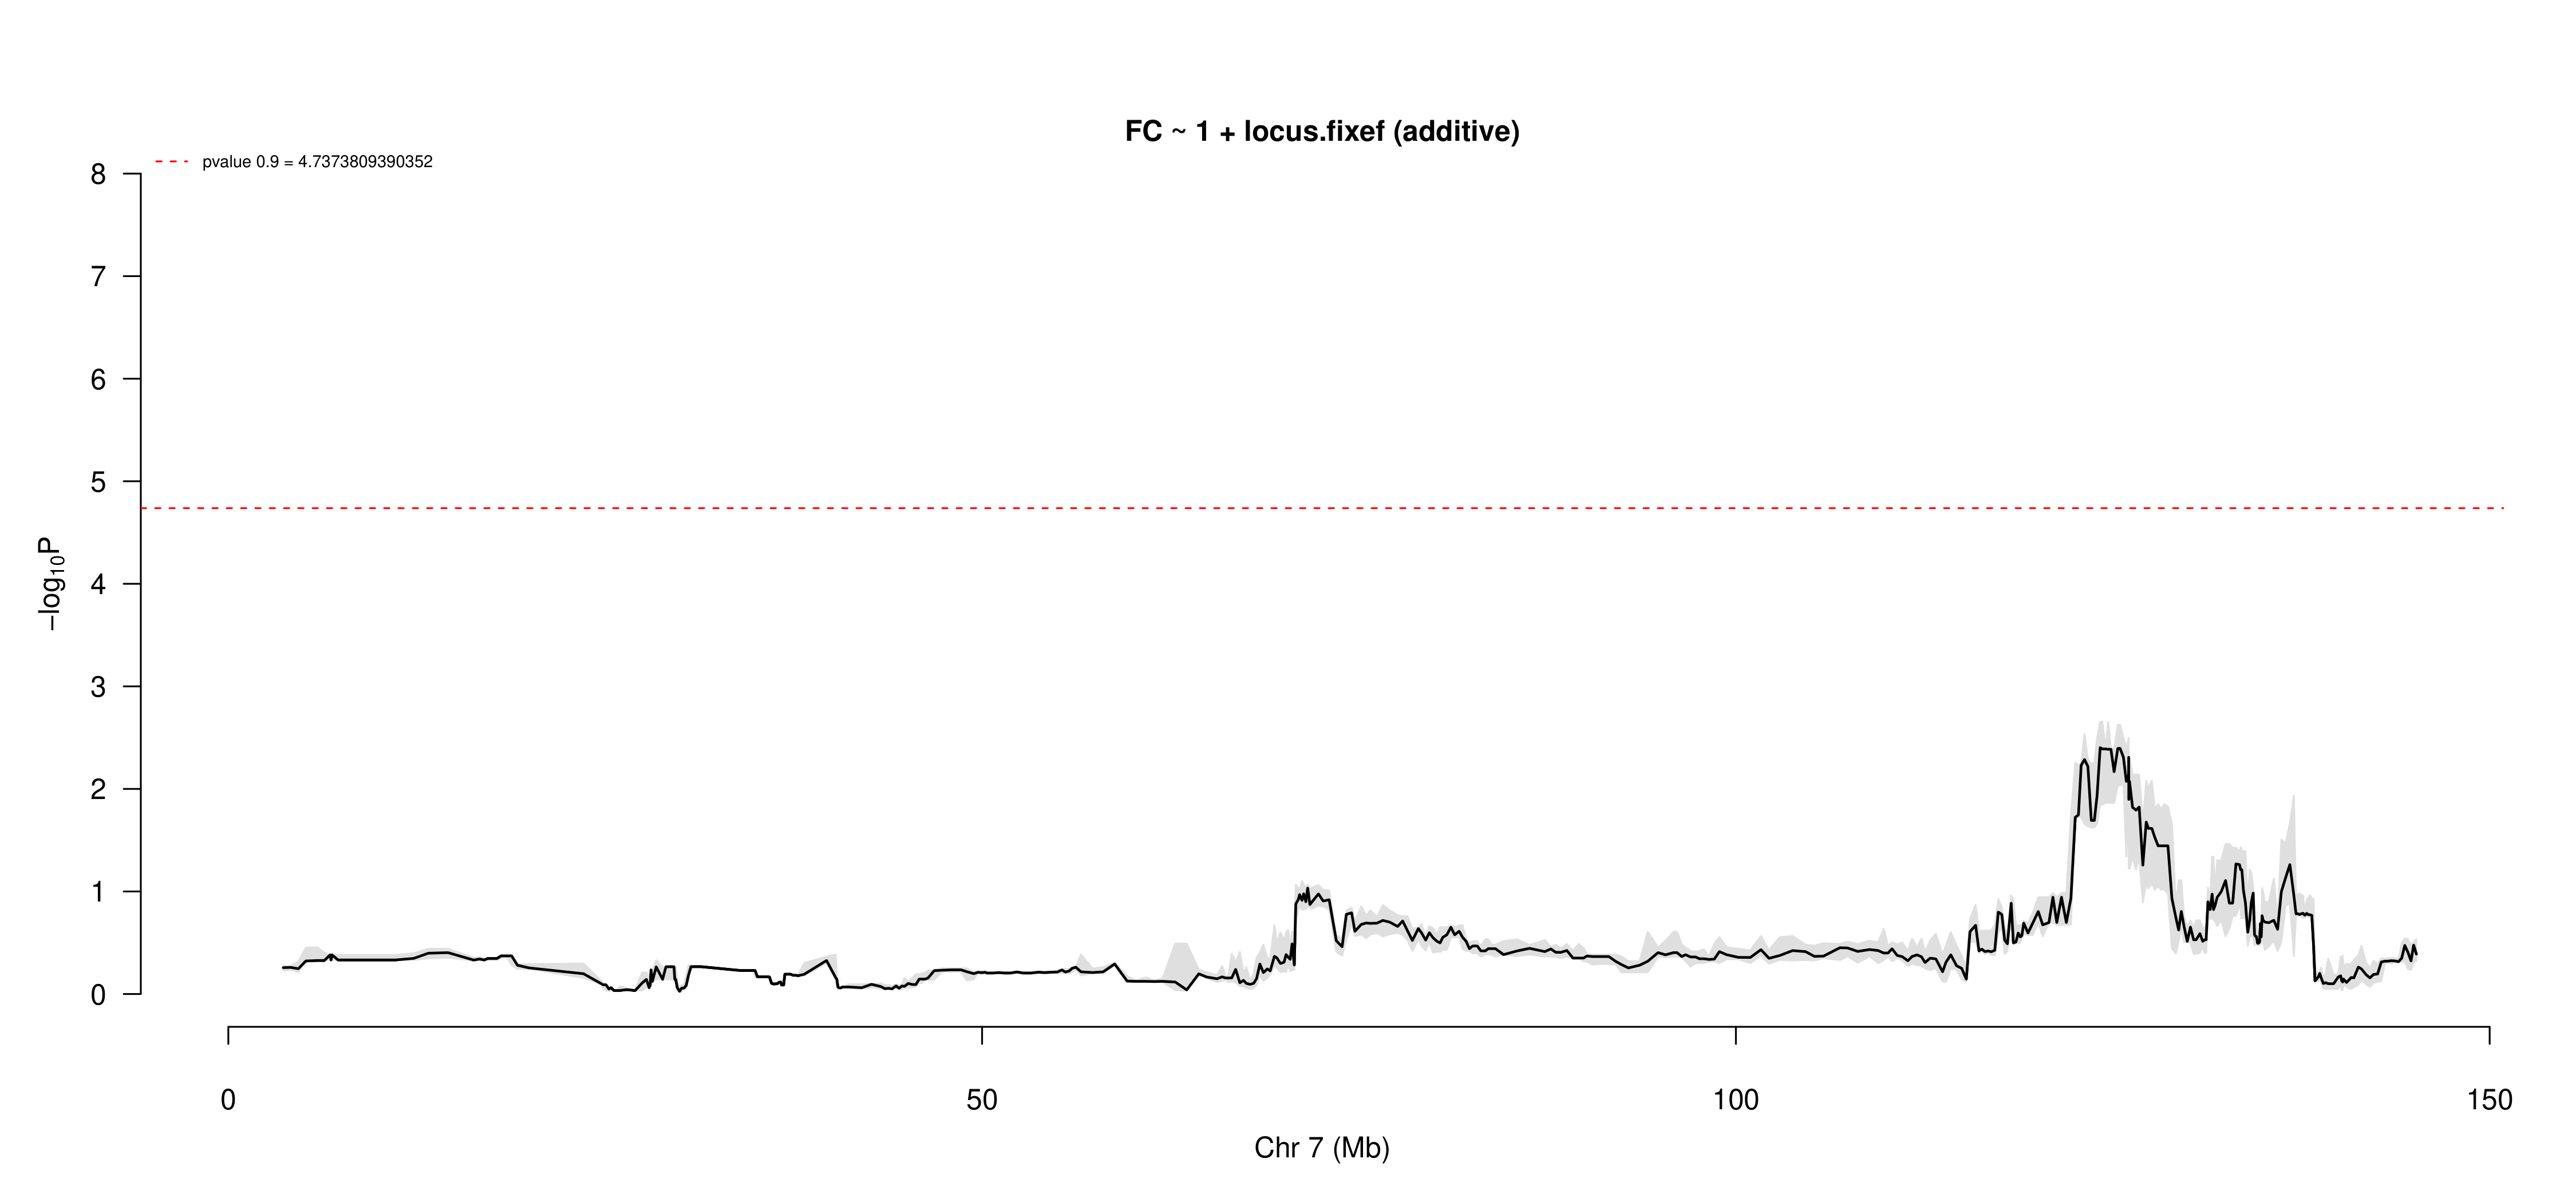 FC ~ 1 + locus.fixef (additive)
pvalue 0.9 = 4.7373809390352
8
7
6
5
4
3
2
1
0
−log10P
0 50 100 150
Chr 7 (Mb)